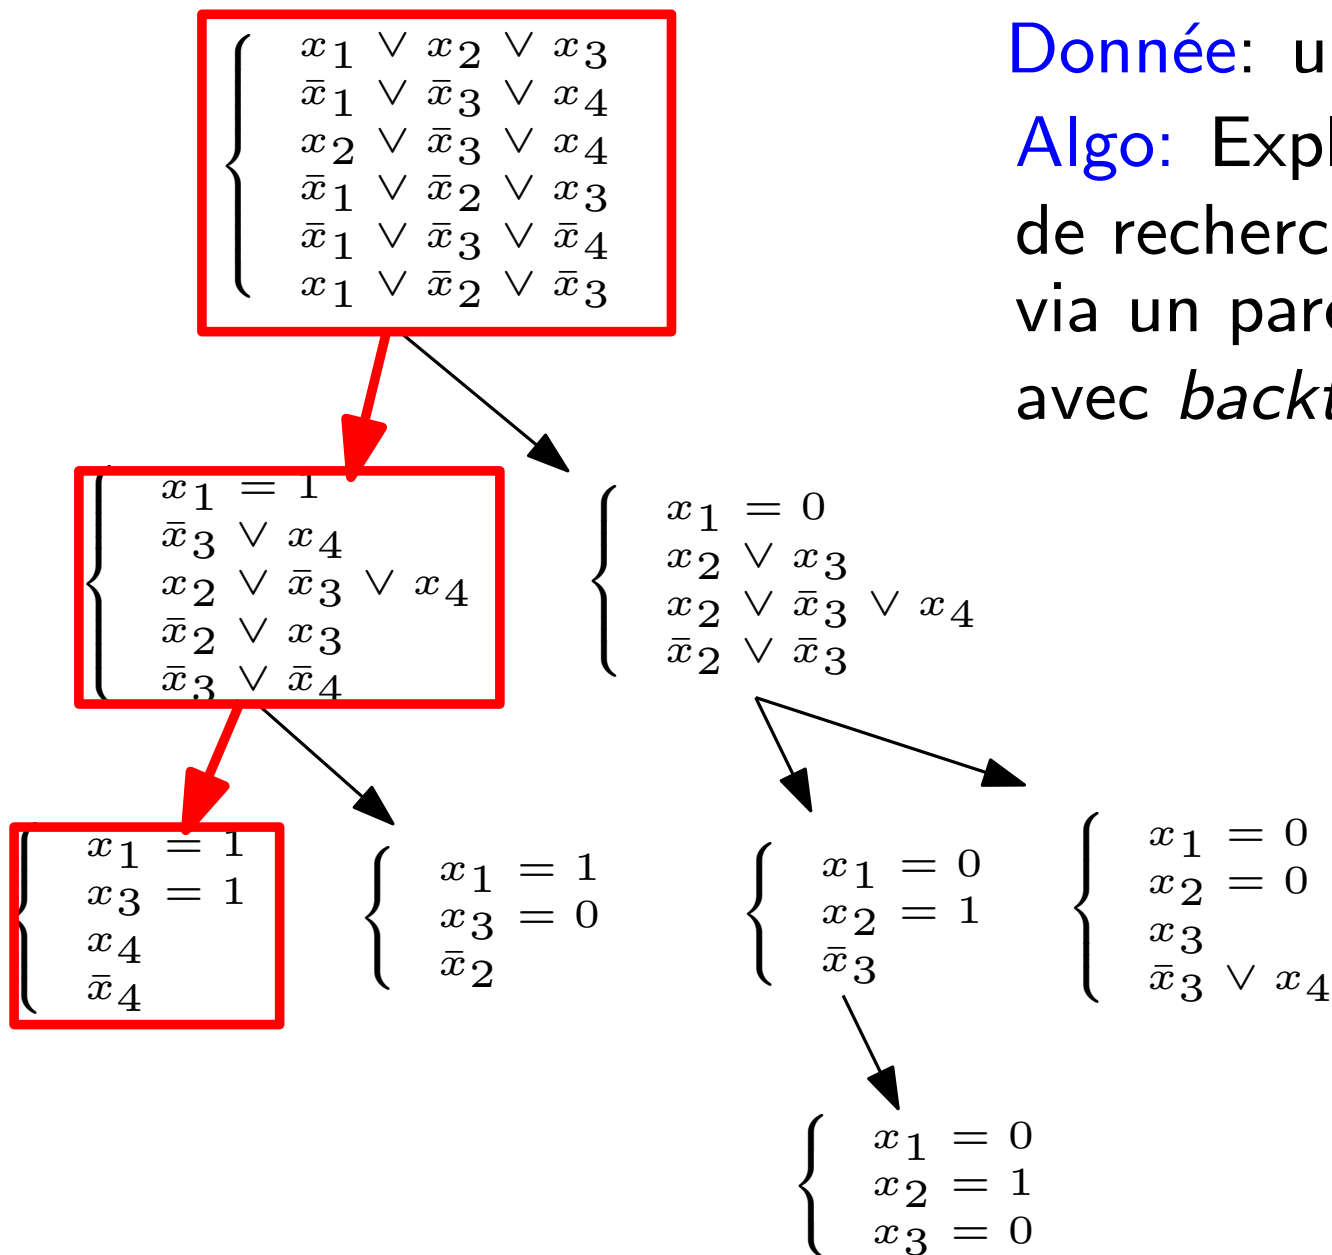 x₁ ∨ x₂ ∨ x₃
x̄₁ ∨ x̄₃ ∨ x₄
x₂ ∨ x̄₃ ∨ x₄
x̄₁ ∨ x̄₂ ∨ x₃
x̄₁ ∨ x̄₃ ∨ x̄₄
x₁ ∨ x̄₂ ∨ x̄₃
Donnée: u
Algo: Expl
de recherc
via un parc
avec backt
x₁ = 1
x̄₃ ∨ x₄
x₂ ∨ x̄₃ ∨ x₄
x̄₂ ∨ x₃
x̄₃ ∨ x̄₄
x₁ = 0
x₂ ∨ x₃
x₂ ∨ x̄₃ ∨ x₄
x̄₂ ∨ x̄₃
x₁ = 1
x₃ = 1
x₄
x̄₄
x₁ = 1
x₃ = 0
x̄₂
x₁ = 0
x₂ = 1
x̄₃
x₁ = 0
x₂ = 0
x₃
x̄₃ ∨ x₄
x₁ = 0
x₂ = 1
x₃ = 0